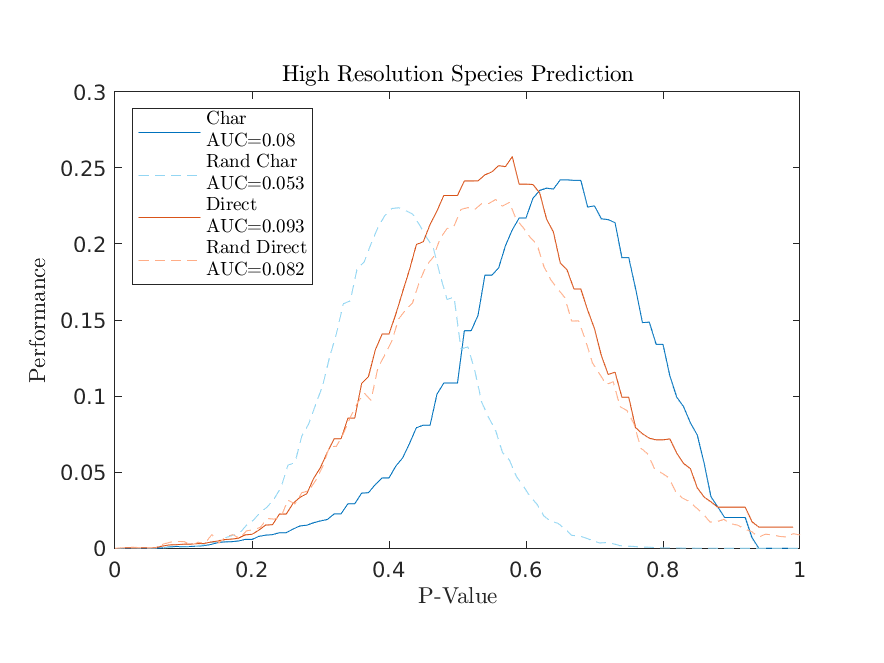 High Resolution Species Prediction
0.3
0.25
0.2
0.15
0.1
0.05
0
Performance
Char
AUC=0.08
Rand Char
AUC=0.053
Direct
AUC=0.093
Rand Direct
AUC=0.082
0
0.2
0.4
0.6
0.8
1
P-Value